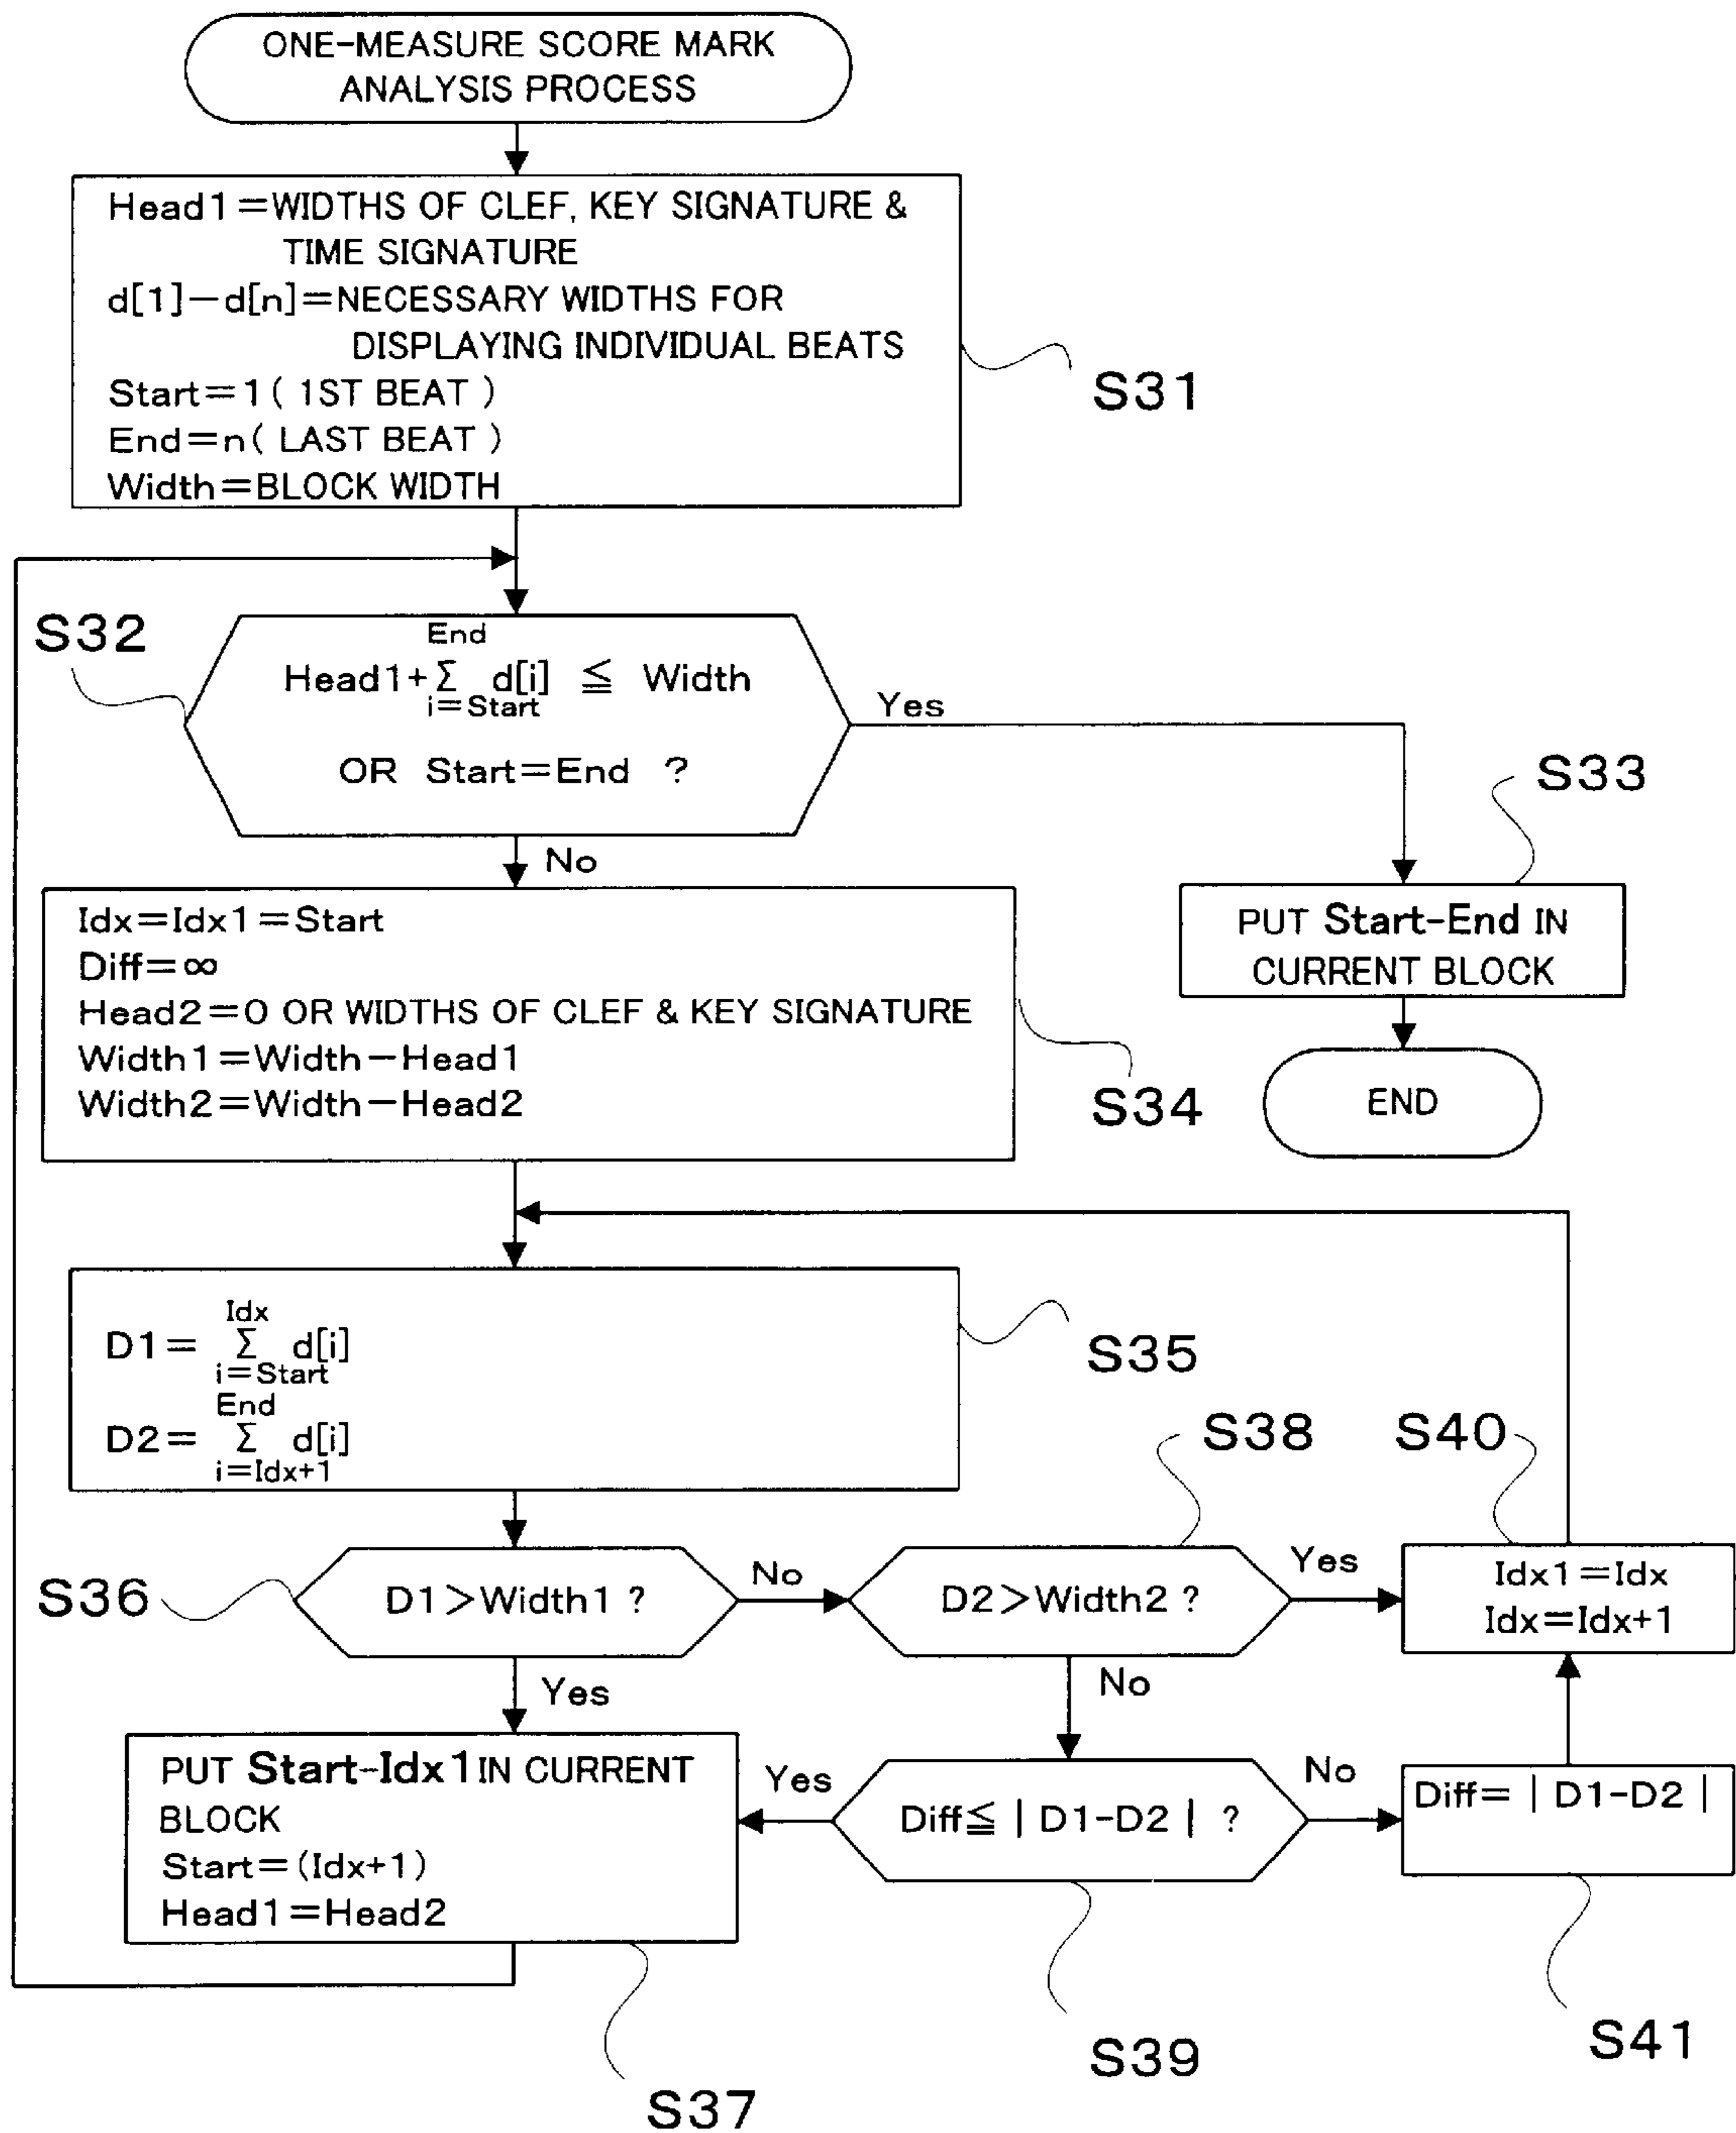 ONE-MEASURE SCORE MARK
ANALYSIS PROCESS
Head1=WIDTHS OF CLEF, KEY SIGNATURE &
TIME SIGNATURE
d[1]-d[n]=NECESSARY WIDTHS FOR
DISPLAYING INDIVIDUAL BEATS
Start=1( 1ST BEAT )
End=n( LAST BEAT )
Width=BLOCK WIDTH
S31
S32
End
Head1+Σ d[i] ≦ Width
i=Start
OR Start=End ?
Yes
No
S33
PUT Start-End IN
CURRENT BLOCK
END
Idx=Idx1=Start
Diff=∞
Head2=0 OR WIDTHS OF CLEF & KEY SIGNATURE
Width1=Width-Head1
Width2=Width-Head2
S34
Idx
D1= Σ d[i]
i=Start
End
D2= Σ d[i]
i=Idx+1
S35
S36
D1>Width1 ?
No
Yes
S38
D2>Width2 ?
Yes
No
S40
Idx1=Idx
Idx=Idx+1
PUT Start-Idx1 IN CURRENT
BLOCK
Start=(Idx+1)
Head1=Head2
S37
Yes
Diff≦ | D1-D2 | ?
No
S39
Diff= | D1-D2 |
S41